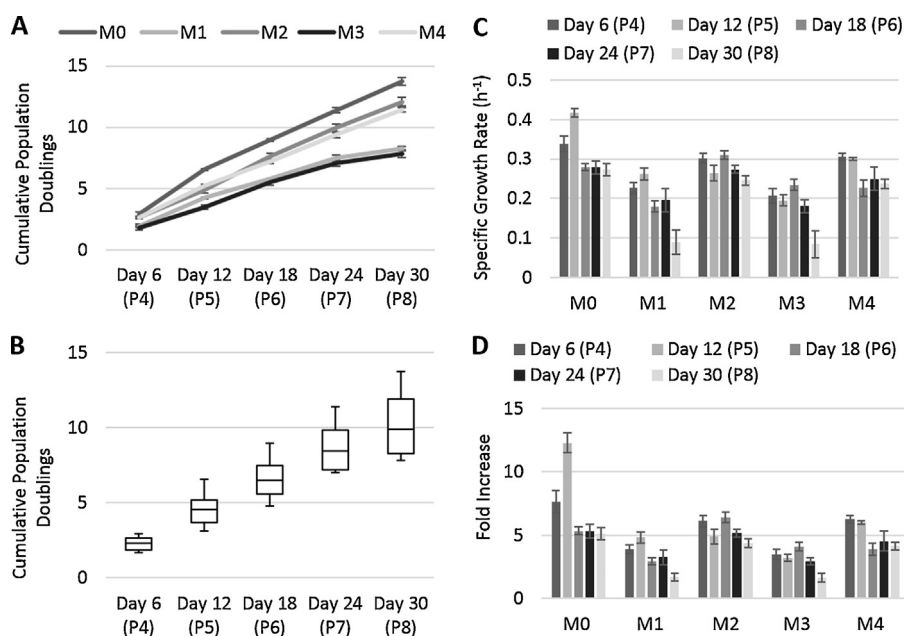 A
M0 M1 M2 M3 M4
Cumulative Population
Doublings
15
10
5
0
Day 6 Day 12 Day 18 Day 24 Day 30
(P4) (P5) (P6) (P7) (P8)
B
Cumulative Population
Doublings
15
10
5
0
Day 6 Day 12 Day 18 Day 24 Day 30
(P4) (P5) (P6) (P7) (P8)
C
Day 6 (P4) Day 12 (P5) Day 18 (P6)
Day 24 (P7) Day 30 (P8)
Specific Growth Rate (h⁻¹)
0.5
0.4
0.3
0.2
0.1
0
M0 M1 M2 M3 M4
D
Day 6 (P4) Day 12 (P5) Day 18 (P6)
Day 24 (P7) Day 30 (P8)
Fold Increase
15
10
5
0
M0 M1 M2 M3 M4